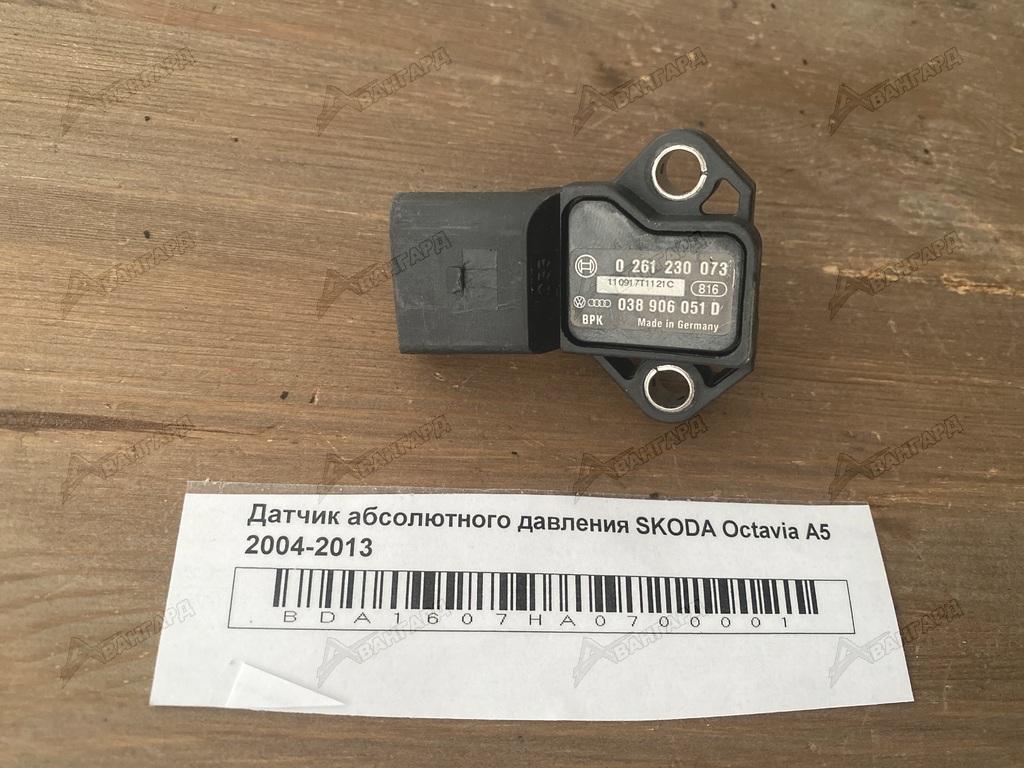 0 261 230 073
110917T1121C
816
038 906 051 D
BPK
Made in Germany
Датчик абсолютного давления SKODA Octavia A5
2004-2013
BDA1607HA0700001
АВАНГАРД